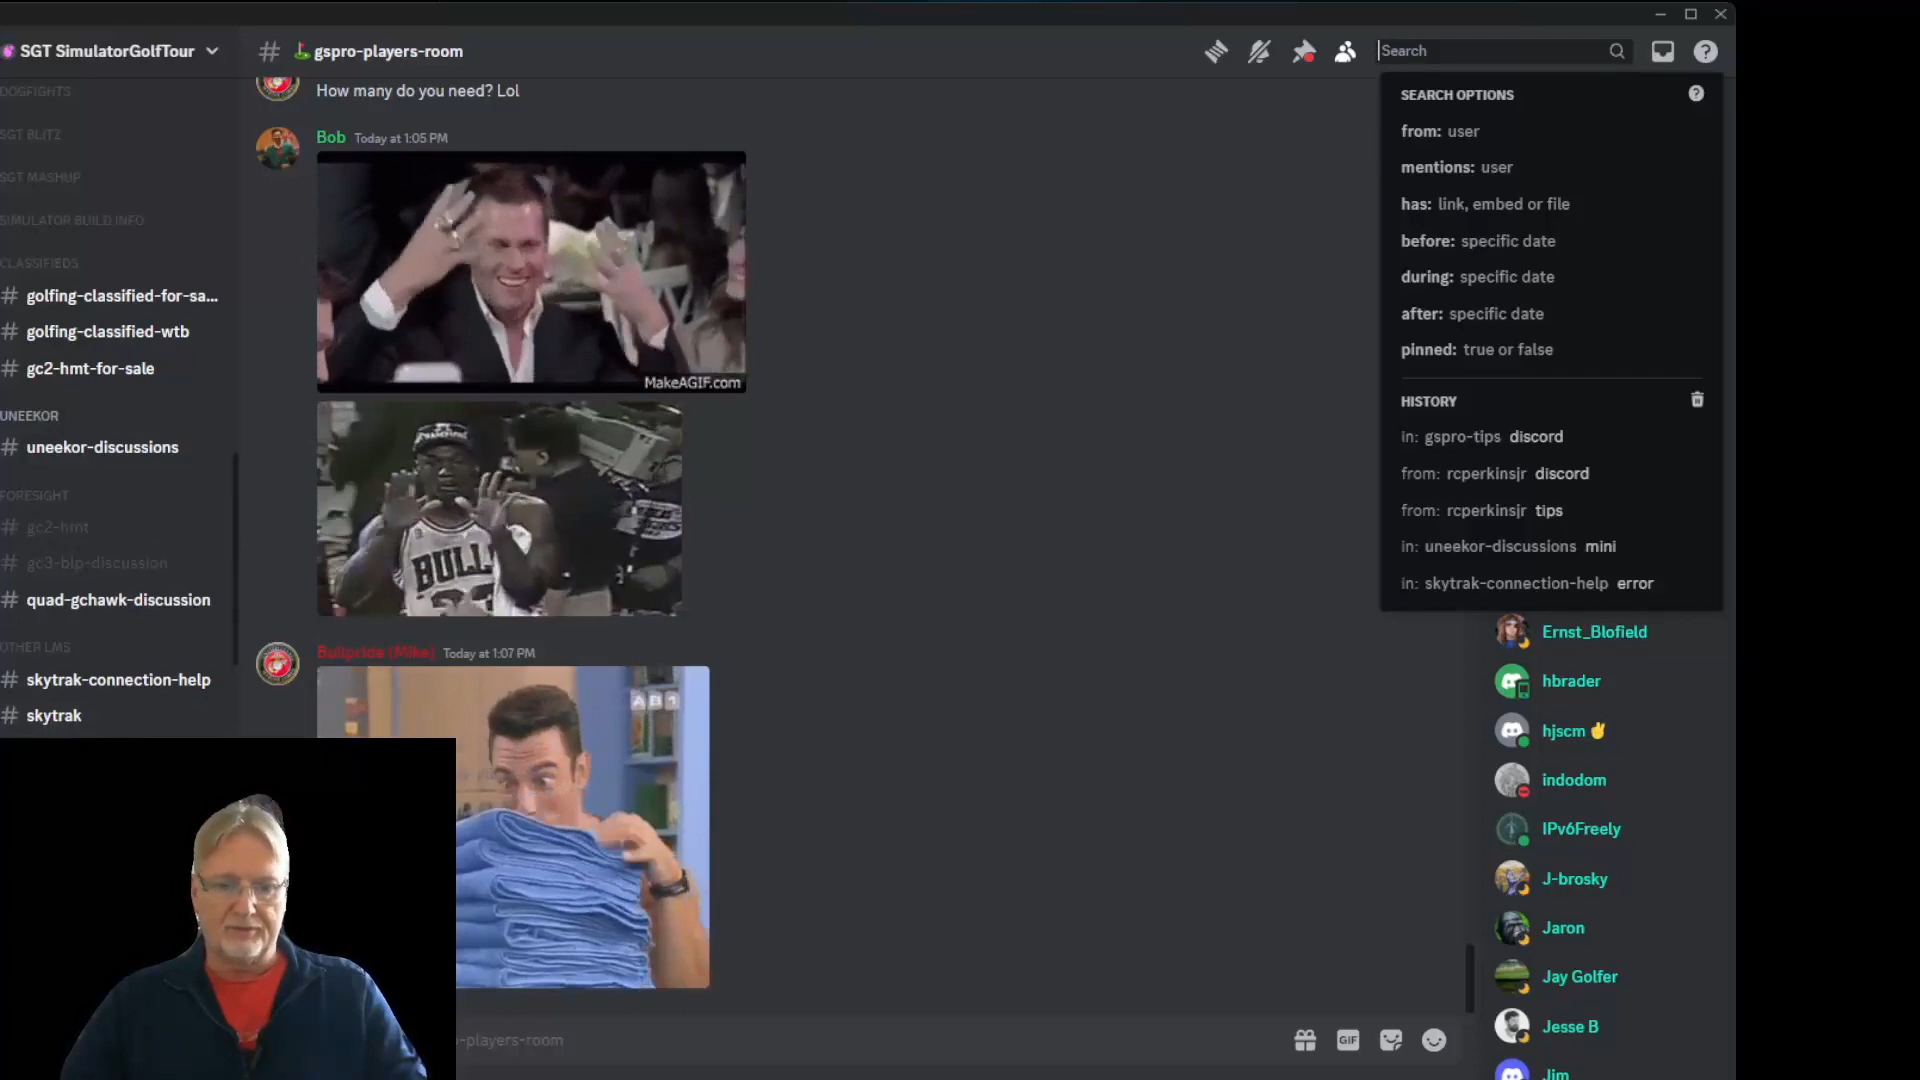 SGT SimulatorGolfTour
gspro-players-room
Search
DOGFIGHTS
SGT BLITZ
SGT MASHUP
SIMULATOR BUILD INFO
CLASSIFIEDS
# golfing-classified-for-sa...
# golfing-classified-wtb
# gc2-hmt-for-sale
UNEEKOR
# uneekor-discussions
FORESIGHT
# gc2-hmt
# gc3-blp-discussion
# quad-gchawk-discussion
OTHER LMS
# skytrak-connection-help
# skytrak
How many do you need? Lol
Bob Today at 1:05 PM
MakeAGIF.com
BULLS
Bullpride (Mike) Today at 1:07 PM
A B 1
-players-room
GIF
SEARCH OPTIONS
from: user
mentions: user
has: link, embed or file
before: specific date
during: specific date
after: specific date
pinned: true or false
HISTORY
in: gspro-tips discord
from: rcperkinsjr discord
from: rcperkinsjr tips
in: uneekor-discussions mini
in: skytrak-connection-help error
Ernst_Blofield
hbrader
hjscm ✌
indodom
IPv6Freely
J-brosky
Jaron
Jay Golfer
Jesse B
Jim